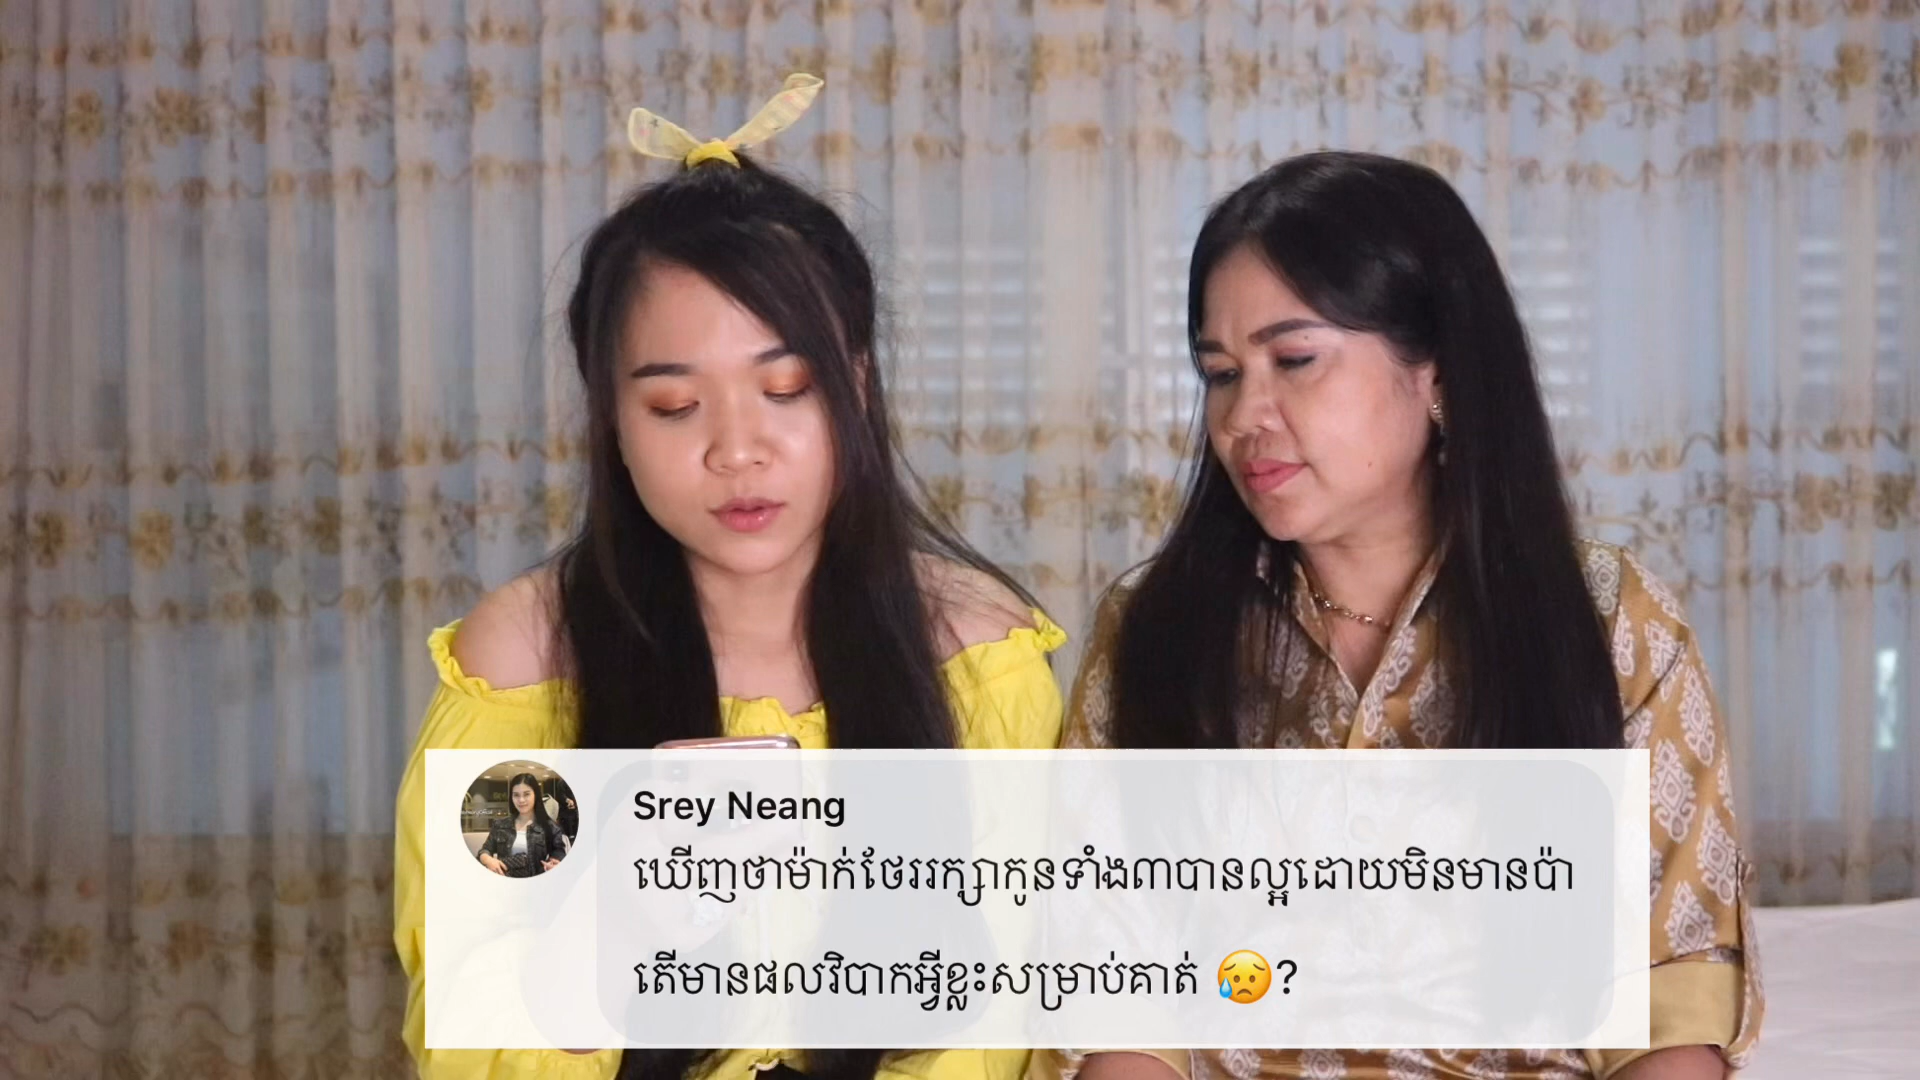 Srey Neang
ឃើញថាម៉ាក់ថែររក្សាកូនទាំង៣បានល្អដោយមិនមានប៉ា
តើមានផលវិបាកអ្វីខ្លះសម្រាប់គាត់ 😥?